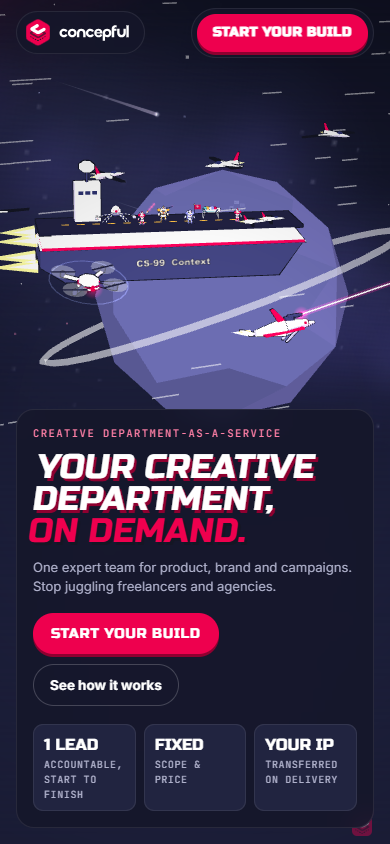 concepful
START YOUR BUILD
CS-99 Context
CREATIVE DEPARTMENT-AS-A-SERVICE
YOUR CREATIVE
DEPARTMENT,
ON DEMAND.
One expert team for product, brand and campaigns.
Stop juggling freelancers and agencies.
START YOUR BUILD
See how it works
1 LEAD
ACCOUNTABLE,
START TO
FINISH
FIXED
SCOPE &
PRICE
YOUR IP
TRANSFERRED
ON DELIVERY